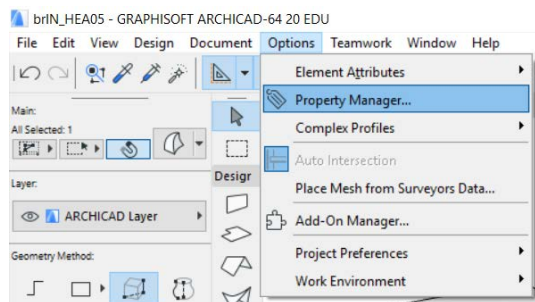 brIN_HEA05 - GRAPHISOFT ARCHICAD-64 20 EDU
File Edit View Design Document Options Teamwork Window Help
Main:
All Selected: 1
Layer:
ARCHICAD Layer
Geometry Method:
Desigr
Element Attributes
Property Manager...
Complex Profiles
Auto Intersection
Place Mesh from Surveyors Data...
Add-On Manager...
Project Preferences
Work Environment